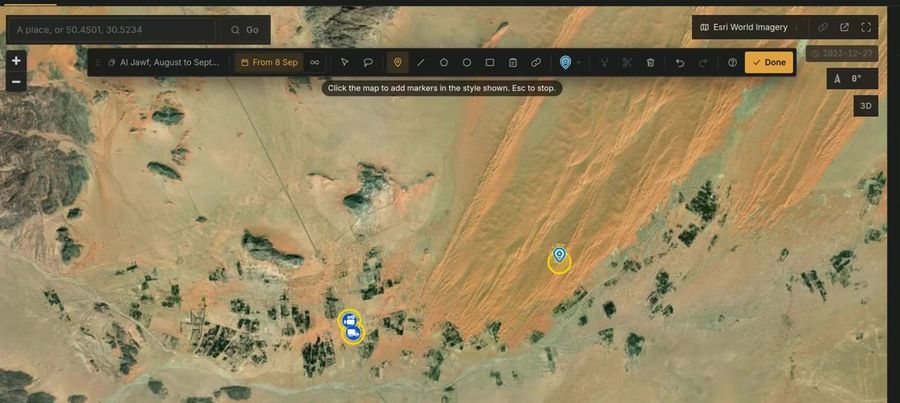 A place, or 50.4501, 30.5234
Go
Esri World Imagery
Al Jawf, August to Sept...
From 8 Sep
Done
2023-12-27
Click the map to add markers in the style shown. Esc to stop.
0°
3D